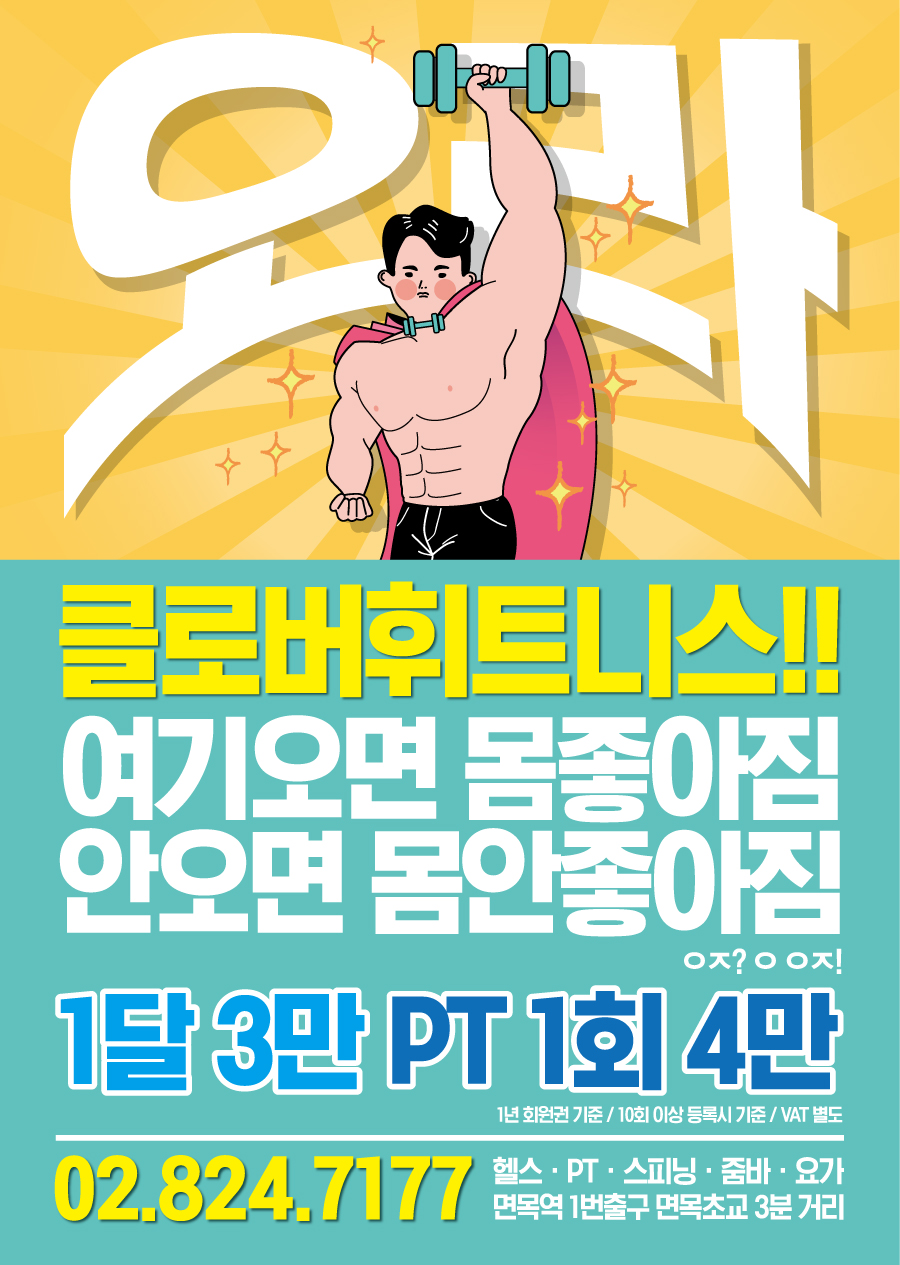 오라
클로버휘트니스!!
여기오면 몸좋아짐
안오면 몸안좋아짐
ㅇㅈ? ㅇ ㅇㅈ!
1달 3만 PT 1회 4만
1년 회원권 기준 / 10회 이상 등록시 기준 / VAT 별도
02.824.7177
헬스 · PT · 스피닝 · 줌바 · 요가
면목역 1번출구 면목초교 3분 거리